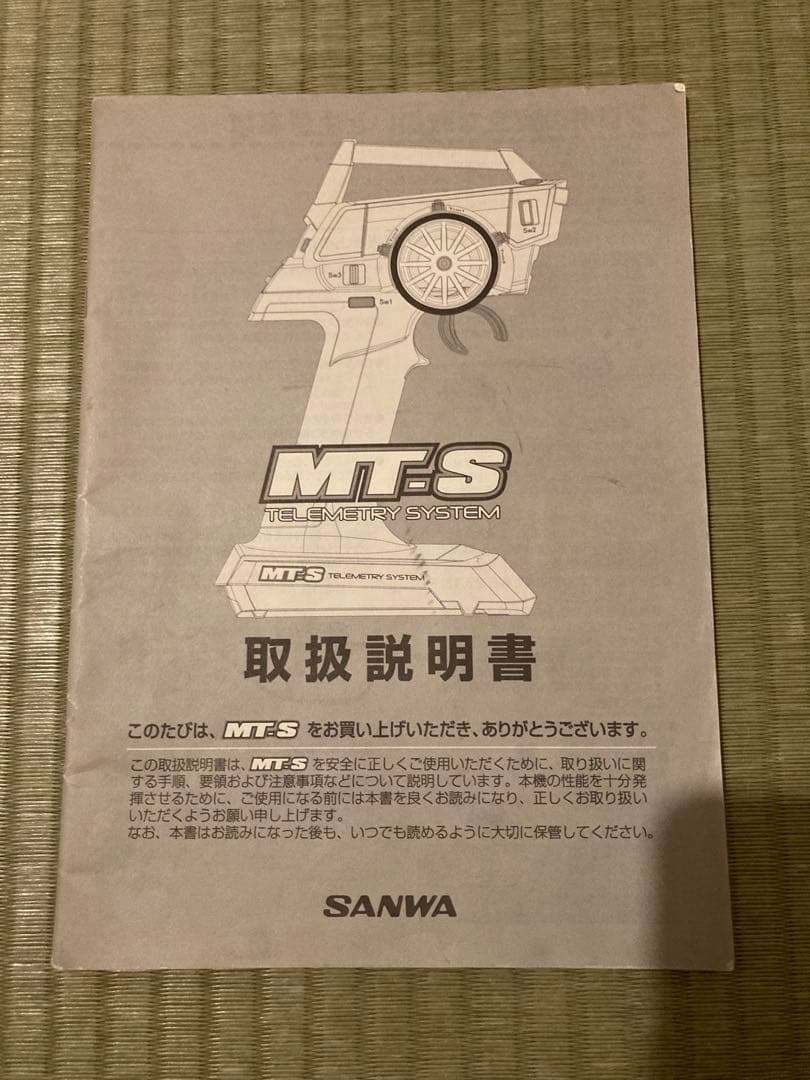 Sw2
Sw3
Sw1
MT-S
TELEMETRY SYSTEM
MT-S TELEMETRY SYSTEM
取扱説明書
このたびは、MT-Sをお買い上げいただき、ありがとうございます。
この取扱説明書は、MT-Sを安全に正しくご使用いただくために、取り扱いに関
する手順、要領および注意事項などについて説明しています。本機の性能を十分発
揮させるために、ご使用になる前には本書を良くお読みになり、正しくお取り扱い
いただくようお願い申し上げます。
なお、本書はお読みになった後も、いつでも読めるように大切に保管してください。
SANWA